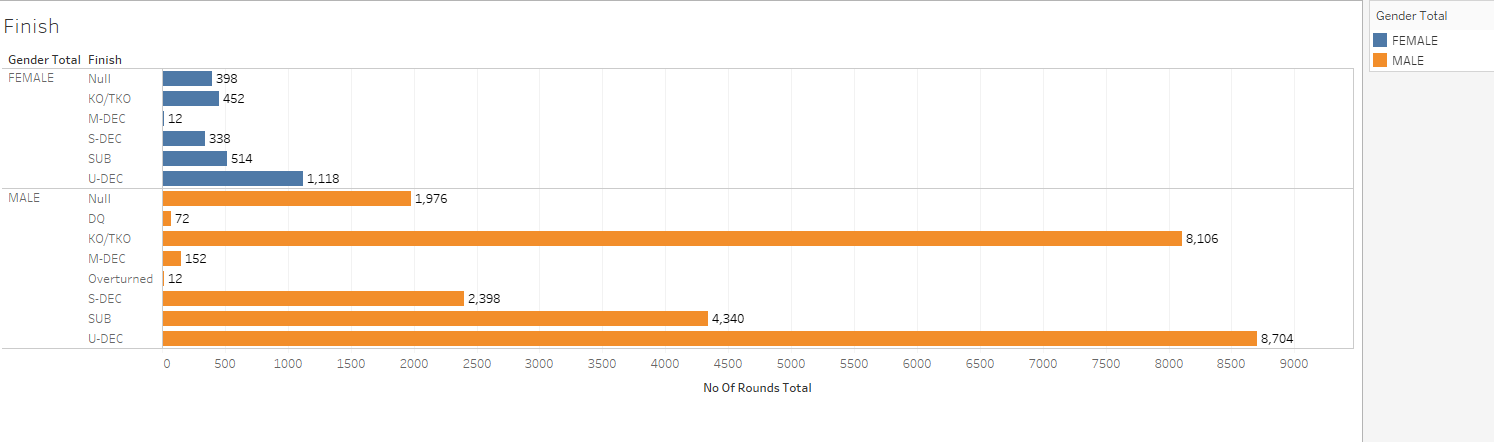 Finish
Gender Total Finish
FEMALE Null 398
KO/TKO 452
M-DEC 12
S-DEC 338
SUB 514
U-DEC 1,118
MALE Null 1,976
DQ 72
KO/TKO 8,106
M-DEC 152
Overturned 12
S-DEC 2,398
SUB 4,340
U-DEC 8,704
0 500 1000 1500 2000 2500 3000 3500 4000 4500 5000 5500 6000 6500 7000 7500 8000 8500 9000
No Of Rounds Total
Gender Total
FEMALE
MALE